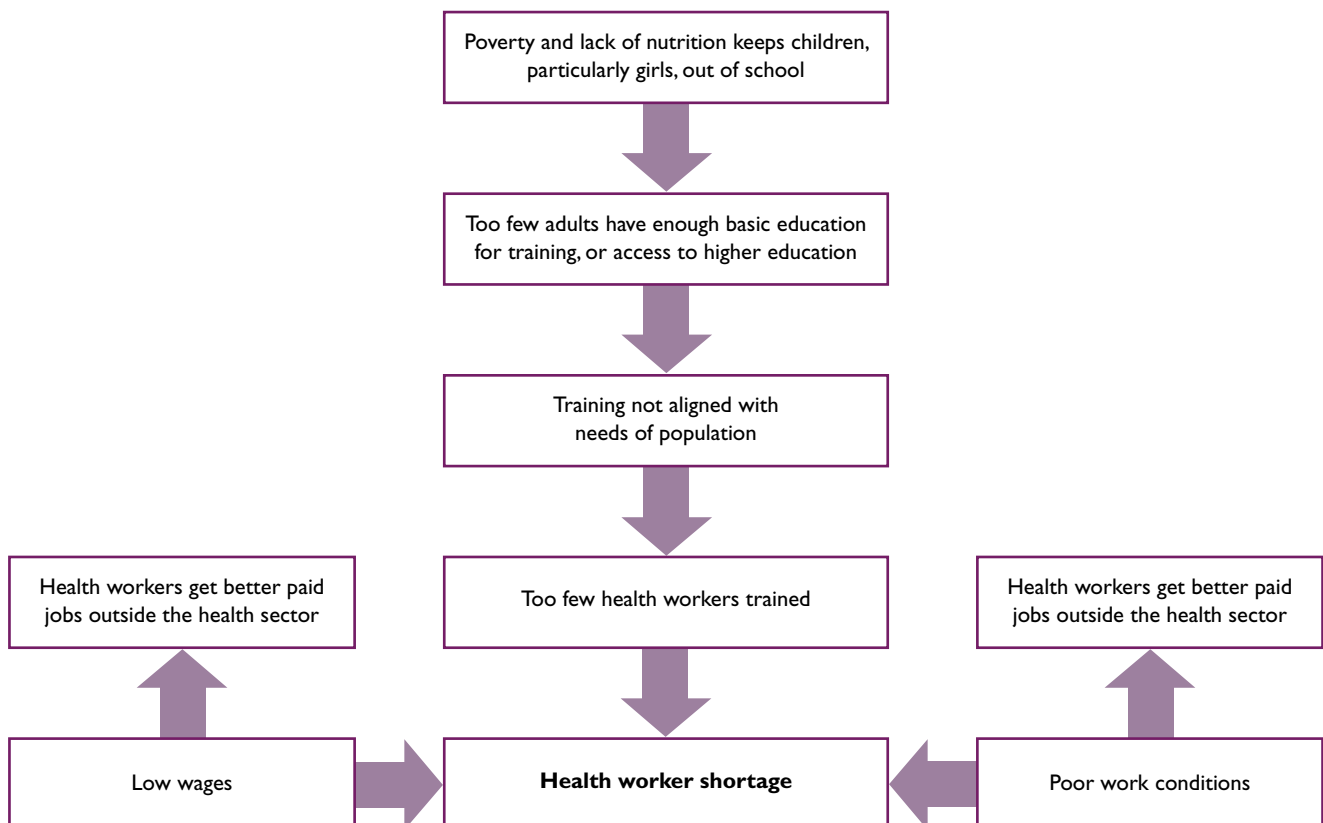 Poverty and lack of nutrition keeps children,
particularly girls, out of school
Too few adults have enough basic education
for training, or access to higher education
Training not aligned with
needs of population
Health workers get better paid
jobs outside the health sector
Too few health workers trained
Health workers get better paid
jobs outside the health sector
Low wages
Health worker shortage
Poor work conditions